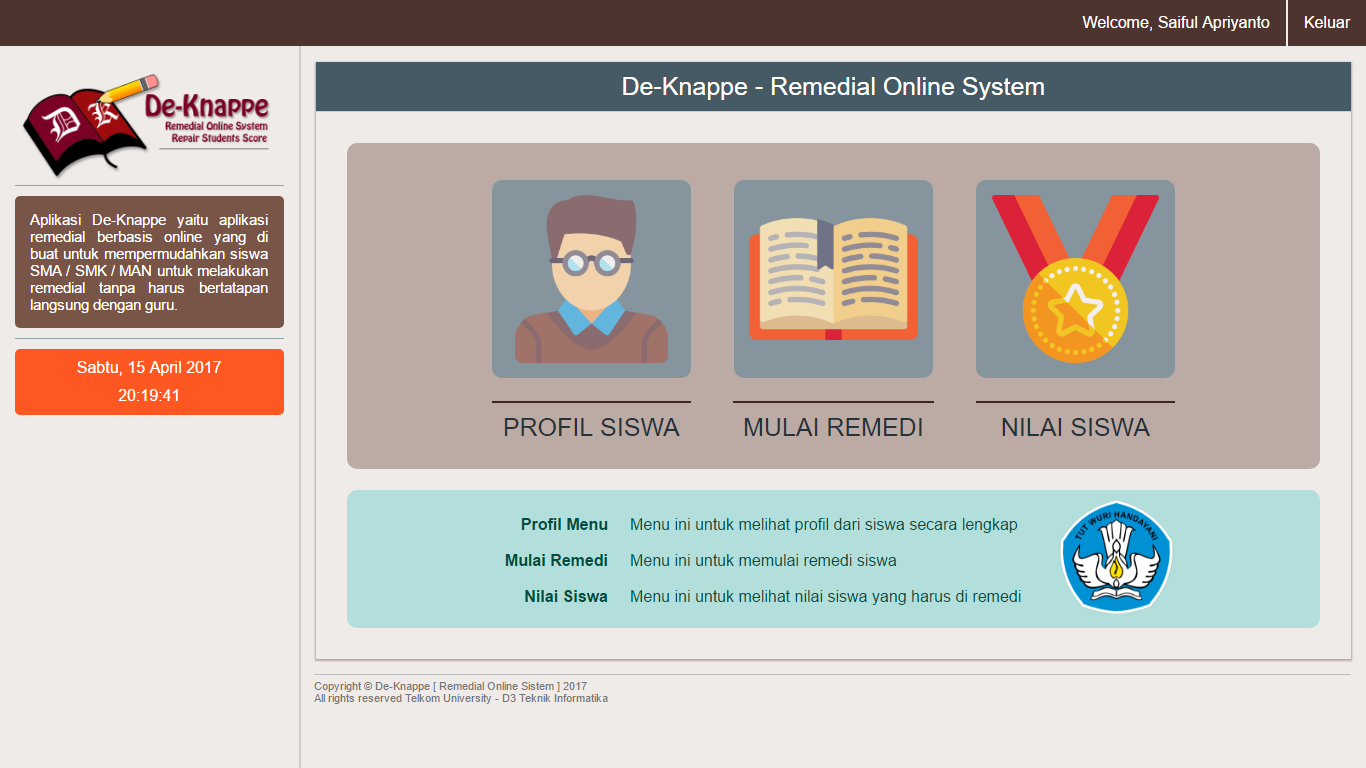 Welcome, Saiful Apriyanto
Keluar
DK
De-Knappe
Remedial Online System
Repair Students Score
Aplikasi De-Knappe yaitu aplikasi
remedial berbasis online yang di
buat untuk mempermudahkan siswa
SMA / SMK / MAN untuk melakukan
remedial tanpa harus bertatapan
langsung dengan guru.
Sabtu, 15 April 2017
20:19:41
De-Knappe - Remedial Online System
PROFIL SISWA
MULAI REMEDI
NILAI SISWA
Profil Menu Menu ini untuk melihat profil dari siswa secara lengkap
Mulai Remedi Menu ini untuk memulai remedi siswa
Nilai Siswa Menu ini untuk melihat nilai siswa yang harus di remedi
TUT WURI HANDAYANI
Copyright © De-Knappe [ Remedial Online Sistem ] 2017
All rights reserved Telkom University - D3 Teknik Informatika